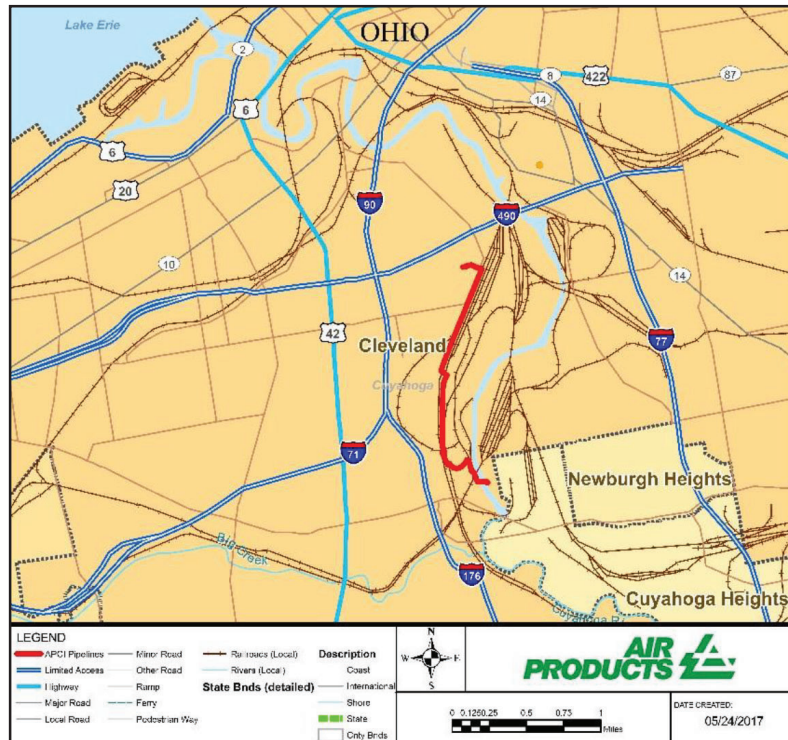 Lake Erie
OHIO
2
8
422
87
14
6
6
20
90
490
10
14
42
Cleveland
77
Cuyahoga
71
Newburgh Heights
Big Creek
176
Cuyahoga Heights
Cuyahoga R
LEGEND
APCI Pipelines
Limited Access
Highway
Major Road
Local Road
Minor Road
Other Road
Ramp
Ferry
Pedestrian Way
Railroads (Local)
Rivers (Local)
State Bnds (detailed)
Description
Coast
International
Shore
State
Cnty Bnds
N
W E
S
AIR
PRODUCTS
0 0.125 0.25 0.5 0.75 1
Miles
DATE CREATED:
05/24/2017